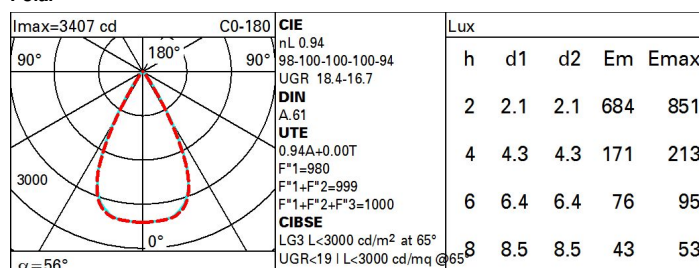 Imax=3407 cd C0-180
90° 180° 90°
3000
0°
α=56°
CIE
nL 0.94
98-100-100-100-94
UGR 18.4-16.7
DIN
A.61
UTE
0.94A+0.00T
F"1=980
F"1+F"2=999
F"1+F"2+F"3=1000
CIBSE
LG3 L<3000 cd/m² at 65°
UGR<19 | L<3000 cd/mq @65°
Lux
h d1 d2 Em Emax
2 2.1 2.1 684 851
4 4.3 4.3 171 213
6 6.4 6.4 76 95
8 8.5 8.5 43 53